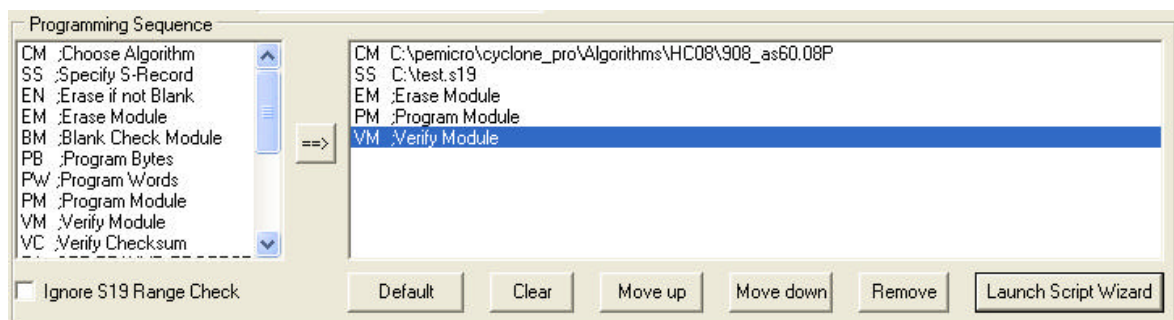 Programming Sequence
CM ;Choose Algorithm
SS ;Specify S-Record
EN ;Erase if not Blank
EM ;Erase Module
BM ;Blank Check Module
PB ;Program Bytes
PW ;Program Words
PM ;Program Module
VM ;Verify Module
VC ;Verify Checksum
==>
CM C:\pemicro\cyclone_pro\Algorithms\HC08\908_as60.08P
SS C:\test.s19
EM ;Erase Module
PM ;Program Module
VM ;Verify Module
Ignore S19 Range Check
Default
Clear
Move up
Move down
Remove
Launch Script Wizard